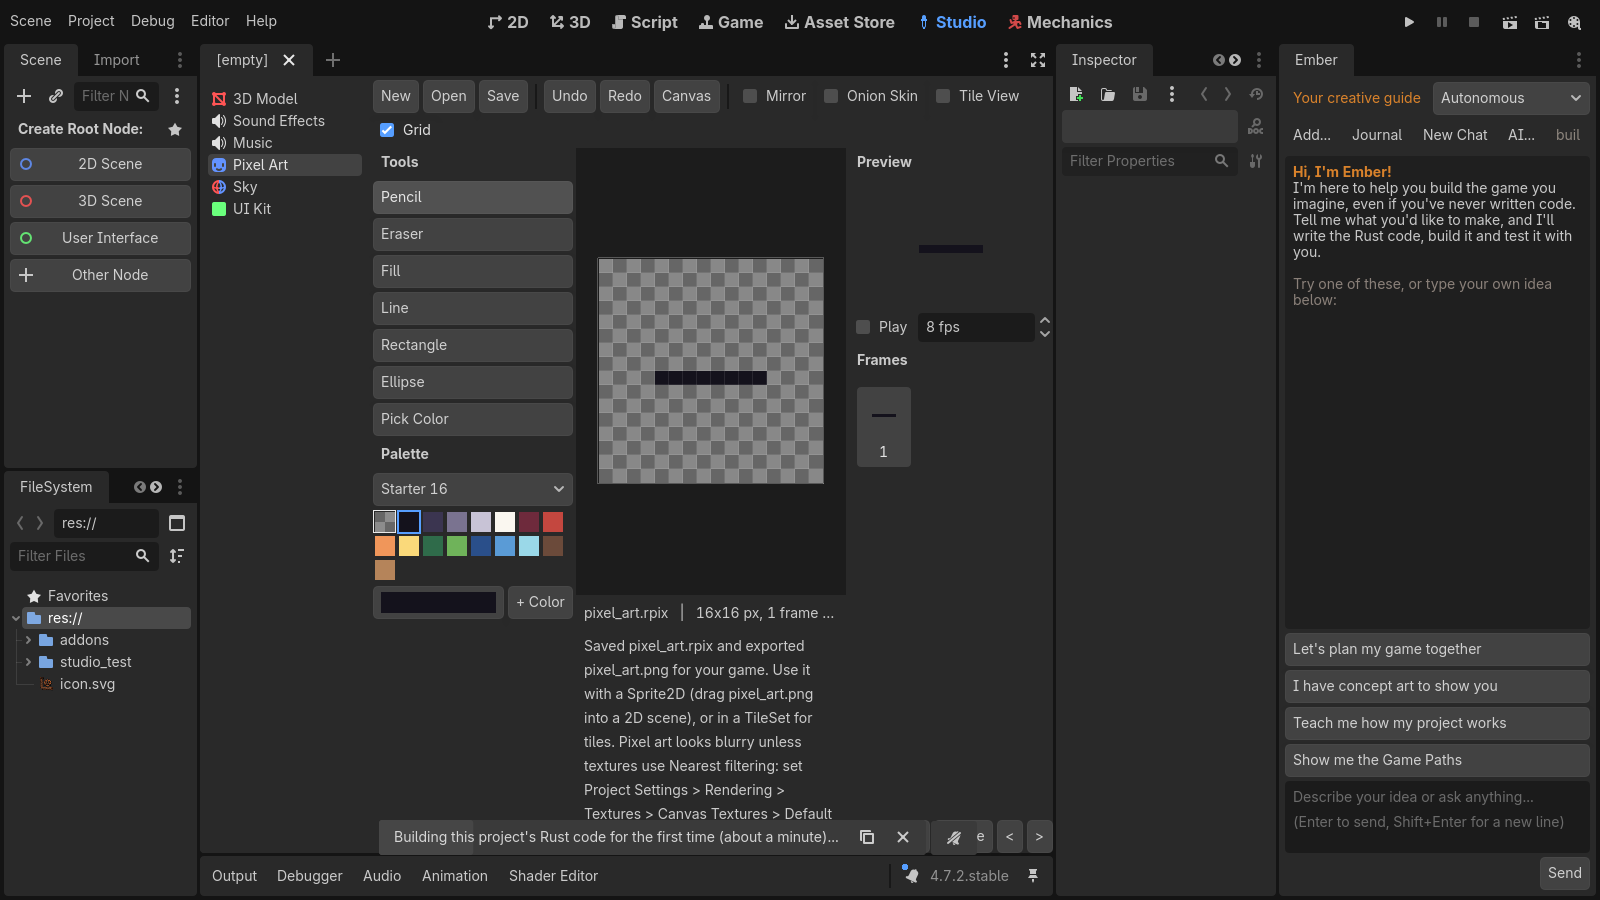 Scene Project Debug Editor Help
2D 3D Script Game Asset Store Studio Mechanics
Scene Import
Filter N
Create Root Node:
2D Scene
3D Scene
User Interface
Other Node
FileSystem
res://
Filter Files
Favorites
res://
addons
studio_test
icon.svg
[empty]
3D Model
Sound Effects
Music
Pixel Art
Sky
UI Kit
New Open Save Undo Redo Canvas Mirror Onion Skin Tile View
Grid
Tools
Pencil
Eraser
Fill
Line
Rectangle
Ellipse
Pick Color
Palette
Starter 16
+ Color
Preview
Play 8 fps
Frames
1
pixel_art.rpix | 16x16 px, 1 frame ...
Saved pixel_art.rpix and exported
pixel_art.png for your game. Use it
with a Sprite2D (drag pixel_art.png
into a 2D scene), or in a TileSet for
tiles. Pixel art looks blurry unless
textures use Nearest filtering: set
Project Settings > Rendering >
Textures > Canvas Textures > Default
Building this project's Rust code for the first time (about a minute)...
e < >
Output Debugger Audio Animation Shader Editor
4.7.2.stable
Inspector
DOC
Filter Properties
Ember
Your creative guide Autonomous
Add... Journal New Chat AI... buil
Hi, I'm Ember!
I'm here to help you build the game you
imagine, even if you've never written code.
Tell me what you'd like to make, and I'll
write the Rust code, build it and test it with
you.
Try one of these, or type your own idea
below:
Let's plan my game together
I have concept art to show you
Teach me how my project works
Show me the Game Paths
Describe your idea or ask anything...
(Enter to send, Shift+Enter for a new line)
Send